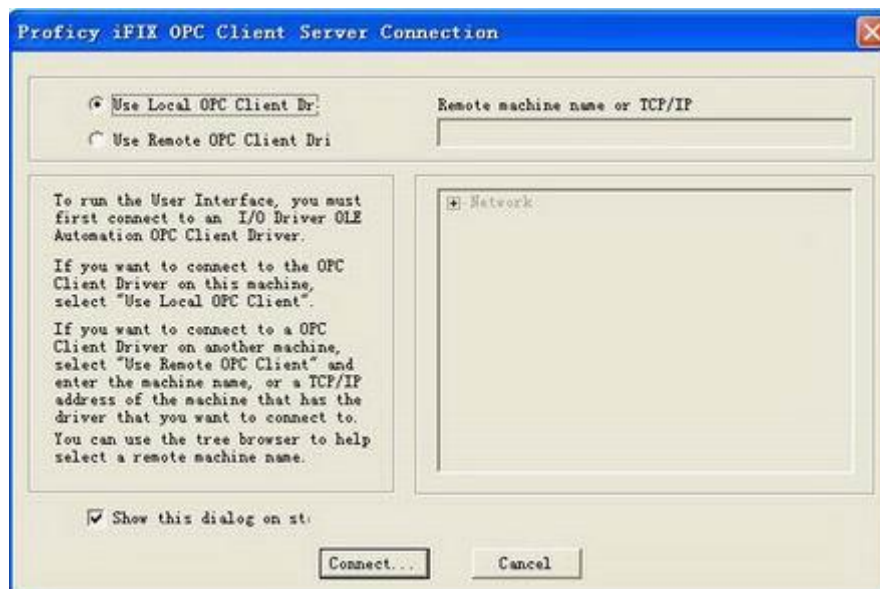 Proficy iFIX OPC Client Server Connection
Use Local OPC Client Dr
Remote machine name or TCP/IP
Use Remote OPC Client Dri
To run the User Interface, you must
first connect to an I/O Driver OLE
Automation OPC Client Driver.
If you want to connect to the OPC
Client Driver on this machine,
select "Use Local OPC Client".
If you want to connect to a OPC
Client Driver on another machine,
select "Use Remote OPC Client" and
enter the machine name, or a TCP/IP
address of the machine that has the
driver that you want to connect to.
You can use the tree browser to help
select a remote machine name.
Network
Show this dialog on st
Connect...
Cancel